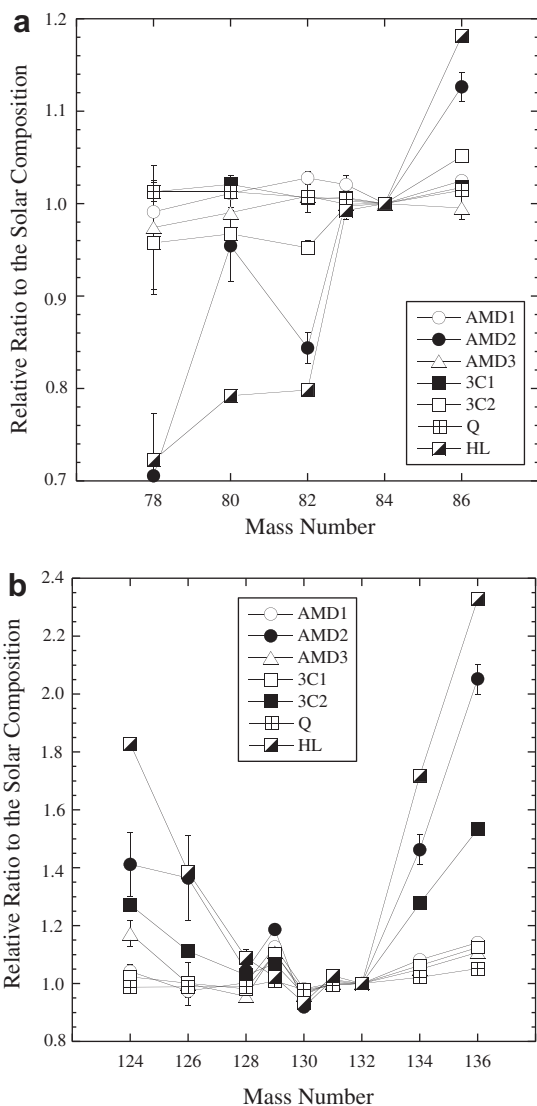 a
Relative Ratio to the Solar Composition
1.2
1.1
1.0
0.9
0.8
0.7
AMD1
AMD2
AMD3
3C1
3C2
Q
HL
78 80 82 84 86
Mass Number
b
Relative Ratio to the Solar Composition
2.4
2.2
2.0
1.8
1.6
1.4
1.2
1.0
0.8
AMD1
AMD2
AMD3
3C1
3C2
Q
HL
124 126 128 130 132 134 136
Mass Number